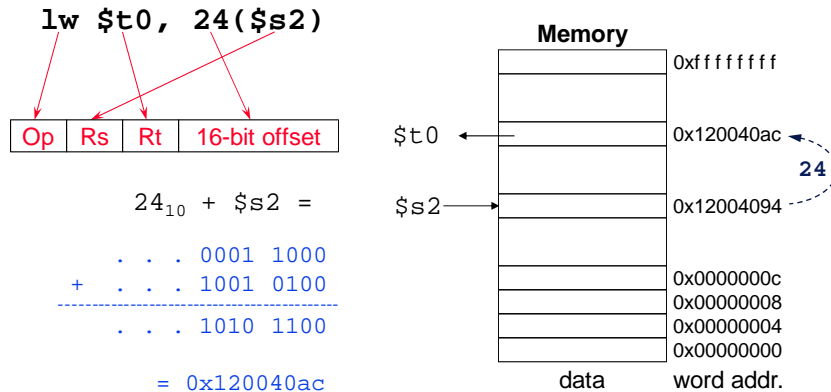 lw $t0, 24($s2)
Op Rs Rt 16-bit offset
24₁₀ + $s2 =
. . . 0001 1000
+ . . . 1001 0100
. . . 1010 1100
= 0x120040ac
Memory
0xffffffff
$t0
0x120040ac
24
$s2
0x12004094
0x0000000c
0x00000008
0x00000004
0x00000000
data
word addr.